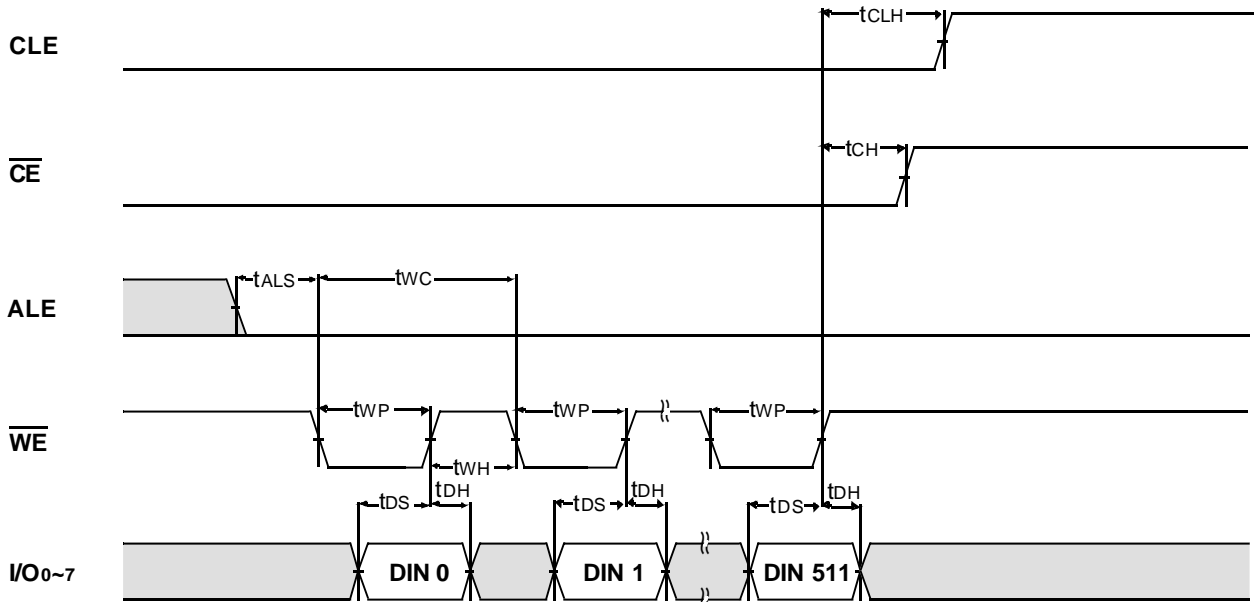 CLE
tCLH
CE
tCH
ALE
tALS
tWC
WE
tWP
tWP
tWP
tWH
tDS
tDH
tDS
tDH
tDS
tDH
I/O0~7
DIN 0
DIN 1
DIN 511